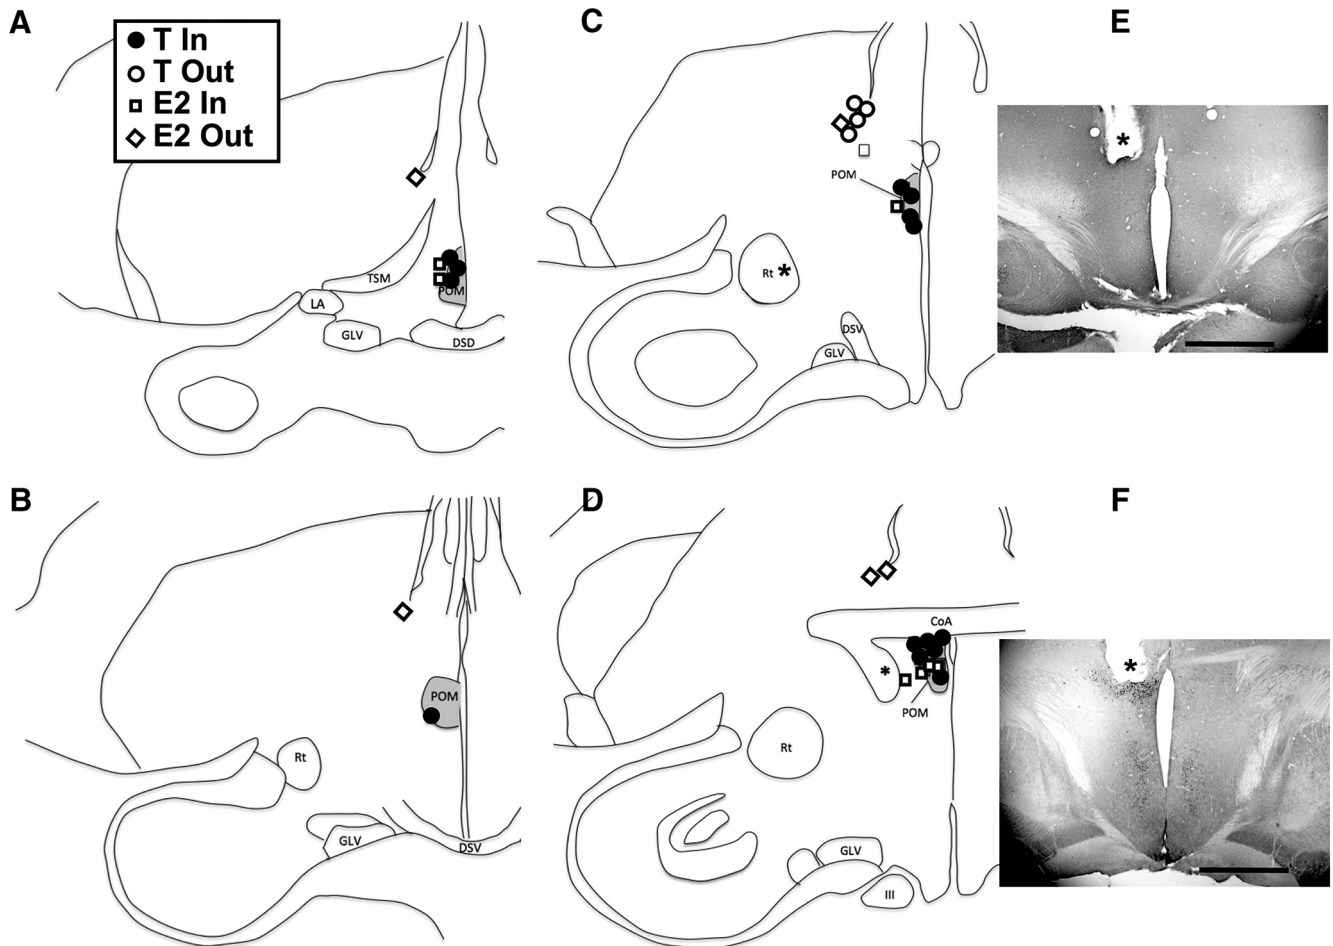 A
C
E
T In
T Out
E2 In
E2 Out
POM
TSM
LA
GLV
DSD
POM
Rt *
DSV
GLV
*
B
D
F
POM
Rt
GLV
DSV
CoA
*
POM
Rt
GLV
III
*